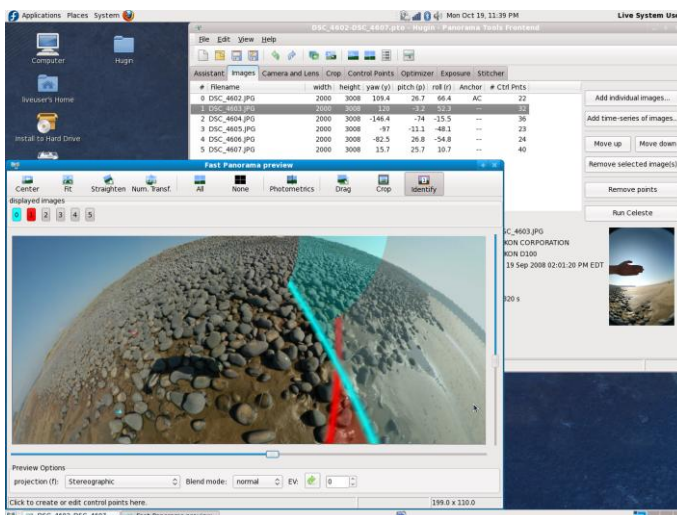 Applications Places System
Mon Oct 19, 11:39 PM
Live System Use
Computer
Hugin
liveuser's Home
Install to Hard Drive
DSC_4602-DSC_4607.pto - Hugin - Panorama Tools Frontend
File Edit View Help
Assistant Images Camera and Lens Crop Control Points Optimizer Exposure Stitcher
# Filename width height yaw (y) pitch (p) roll (r) Anchor # Ctrl Pnts
0 DSC_4602.JPG 2000 3008 109.4 26.7 66.4 AC 22
1 DSC_4603.JPG 2000 3008 120 -3.2 52.3 -- 32
2 DSC_4604.JPG 2000 3008 -146.4 -74 -15.5 -- 36
3 DSC_4605.JPG 2000 3008 -97 -11.1 -48.1 -- 23
4 DSC_4606.JPG 2000 3008 -82.5 26.8 -54.8 -- 24
5 DSC_4607.JPG 2000 3008 15.7 25.7 10.7 -- 40
Add individual images...
Add time-series of images...
Move up Move down
Remove selected image(s)
Remove points
Run Celeste
SC_4603.JPG
KON CORPORATION
KON D100
19 Sep 2008 02:01:20 PM EDT
320 s
Fast Panorama preview
Center Fit Straighten Num. Transf. All None Photometrics Drag Crop Identify
displayed images
0 1 2 3 4 5
Preview Options
projection (f): Stereographic Blend mode: normal EV: 0
Click to create or edit control points here.
199.0 x 110.0